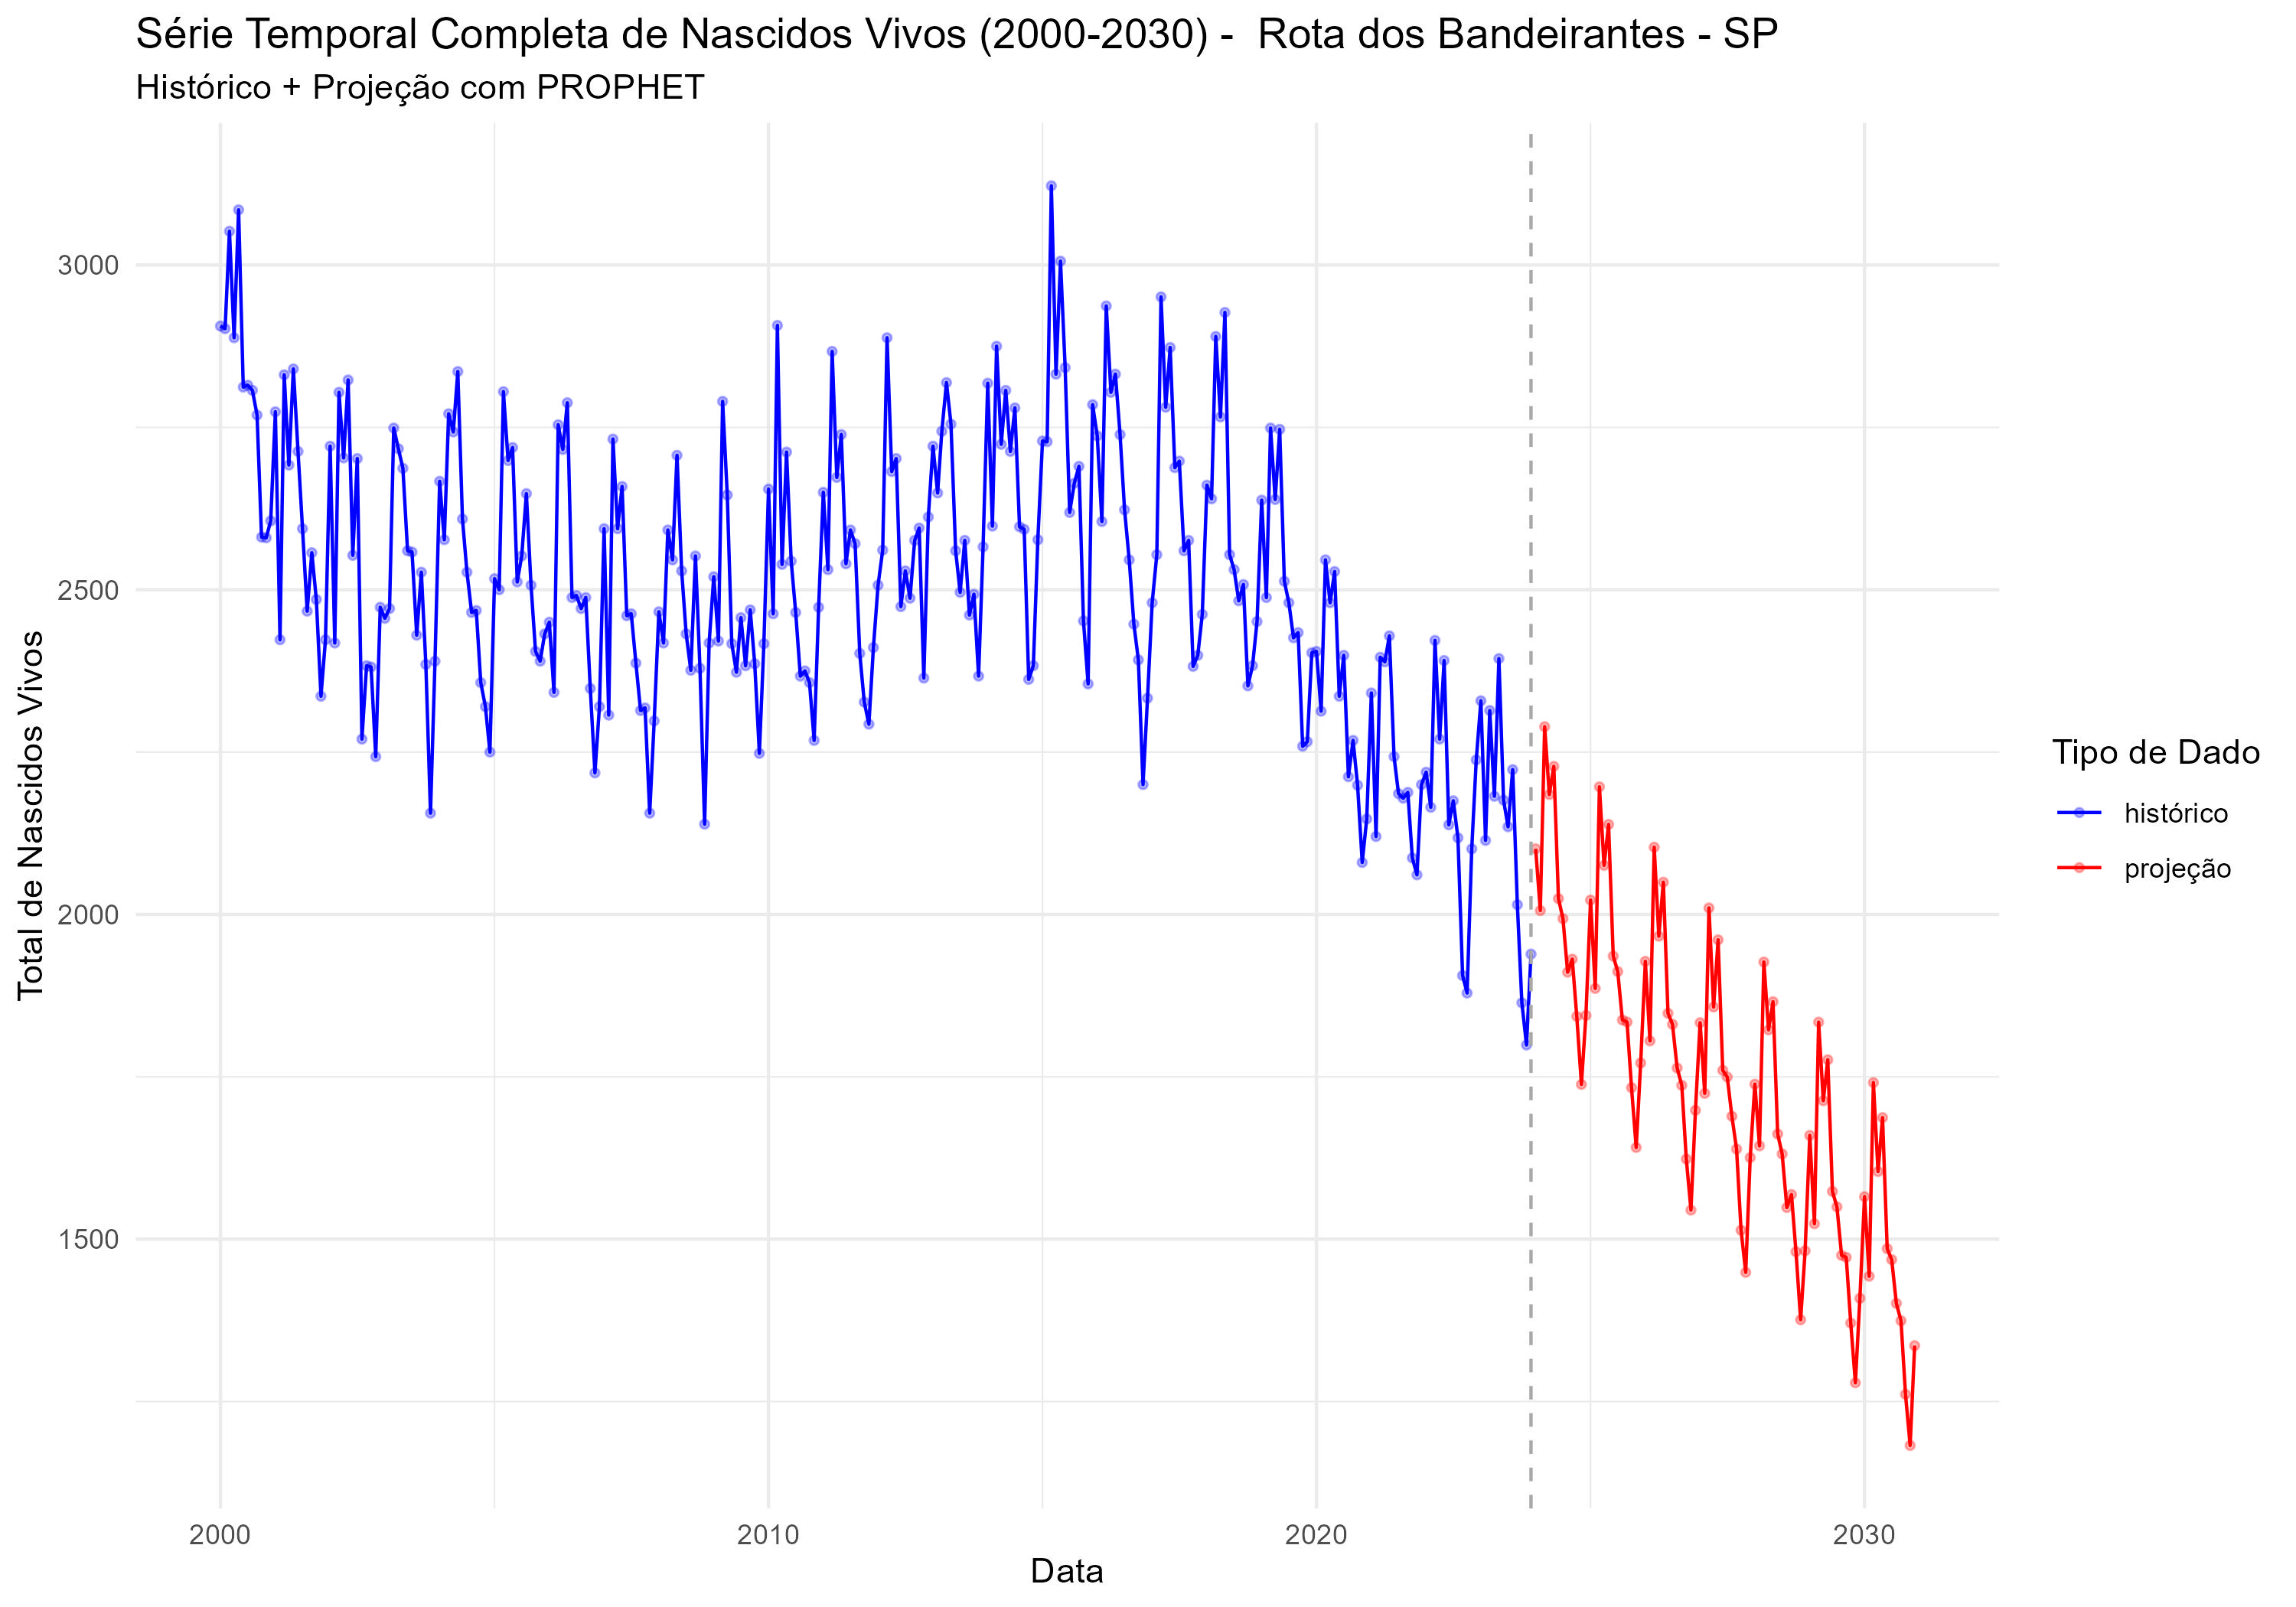 Série Temporal Completa de Nascidos Vivos (2000-2030) -  Rota dos Bandeirantes - SP
Histórico + Projeção com PROPHET
Total de Nascidos Vivos
3000
2500
2000
1500
2000
2010
2020
2030
Data
Tipo de Dado
histórico
projeção